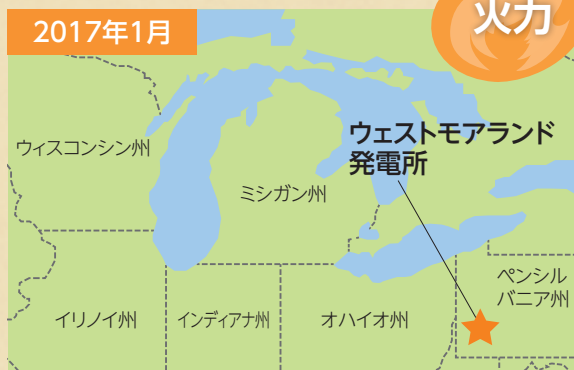 2017年1月
火力
ウェストモアランド
発電所
ウィスコンシン州
ミシガン州
ペンシル
バニア州
イリノイ州
インディアナ州
オハイオ州